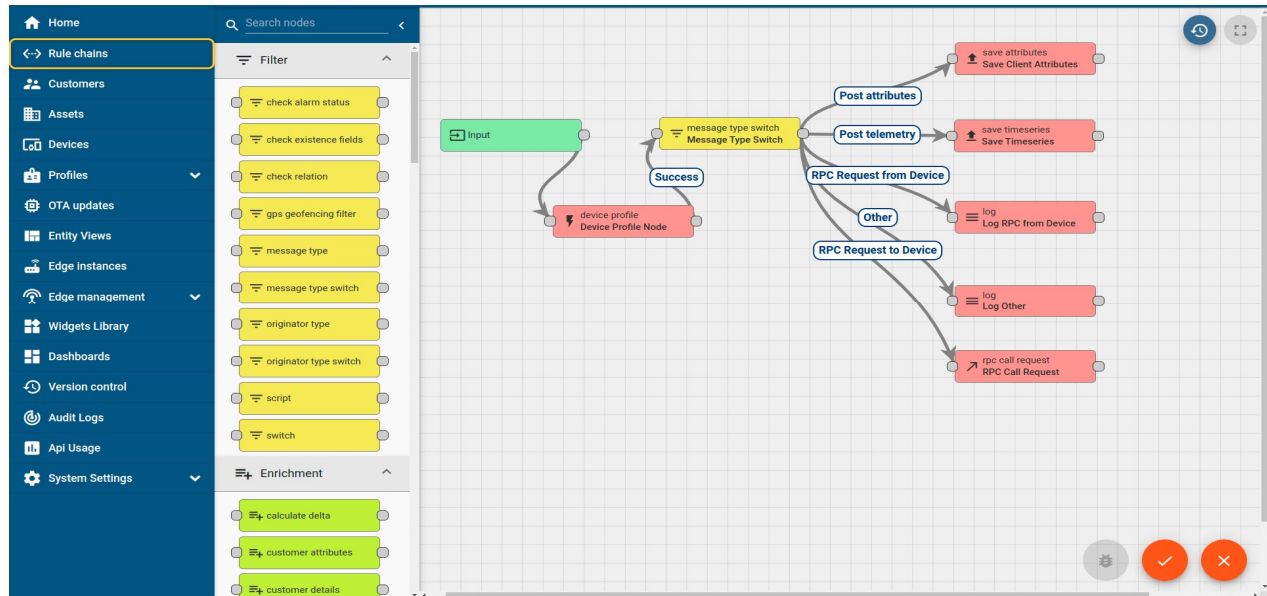 Home
Rule chains
Customers
Assets
Devices
Profiles
OTA updates
Entity Views
Edge instances
Edge management
Widgets Library
Dashboards
Version control
Audit Logs
Api Usage
System Settings
Search nodes
Filter
check alarm status
check existence fields
check relation
gps geofencing filter
message type
message type switch
originator type
originator type switch
script
switch
Enrichment
calculate delta
customer attributes
customer details
Input
device profile
Device Profile Node
Success
message type switch
Message Type Switch
Post attributes
Post telemetry
RPC Request from Device
Other
RPC Request to Device
save attributes
Save Client Attributes
save timeseries
Save Timeseries
log
Log RPC from Device
log
Log Other
rpc call request
RPC Call Request